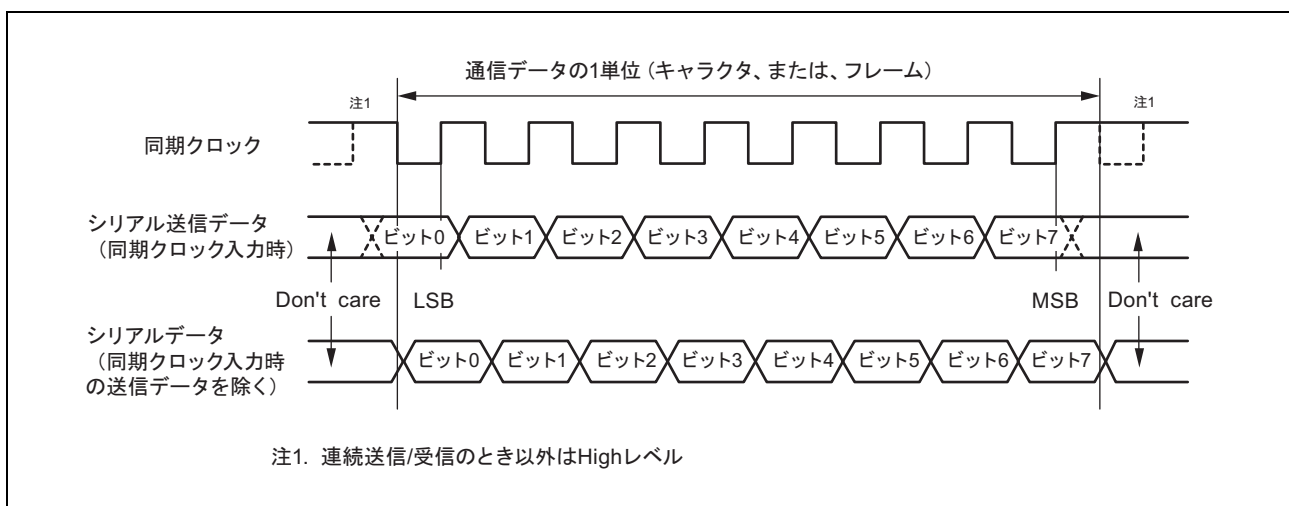 通信データの1単位（キャラクタ、または、フレーム）
注1
注1
同期クロック
シリアル送信データ
（同期クロック入力時）
ビット0
ビット1
ビット2
ビット3
ビット4
ビット5
ビット6
ビット7
Don't care
LSB
MSB
Don't care
シリアルデータ
（同期クロック入力時
の送信データを除く）
ビット0
ビット1
ビット2
ビット3
ビット4
ビット5
ビット6
ビット7
注1. 連続送信/受信のとき以外はHighレベル